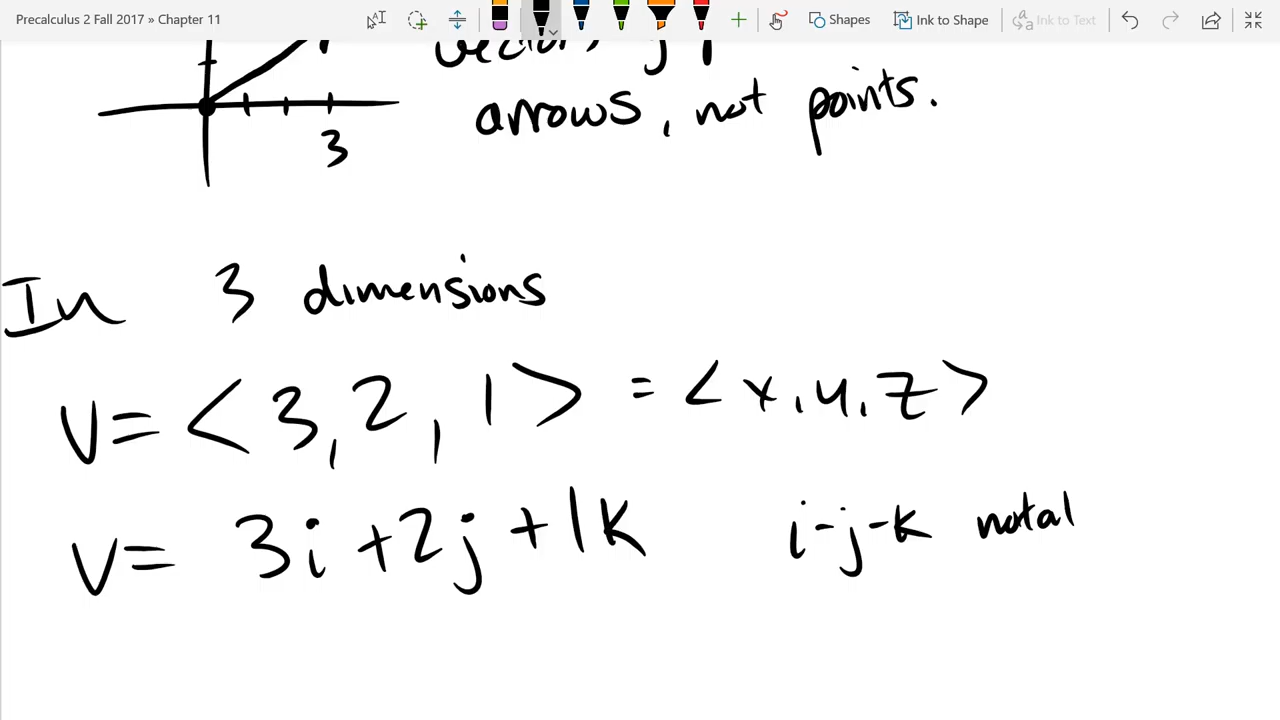 Precalculus 2 Fall 2017 » Chapter 11
Shapes
Ink to Shape
Ink to Text
arrows, not points.
3
In 3 dimensions
v = < 3, 2, 1 > = < x, y, z >
v = 3i + 2j + 1k
i-j-k notat